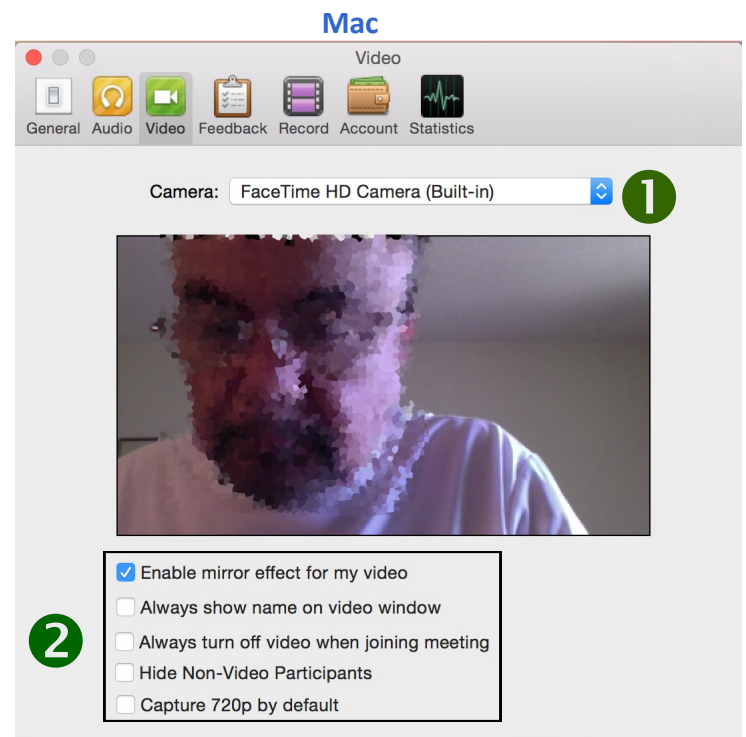 Mac
Video
General Audio Video Feedback Record Account Statistics
Camera: FaceTime HD Camera (Built-in)
1
Enable mirror effect for my video
Always show name on video window
Always turn off video when joining meeting
2
Hide Non-Video Participants
Capture 720p by default